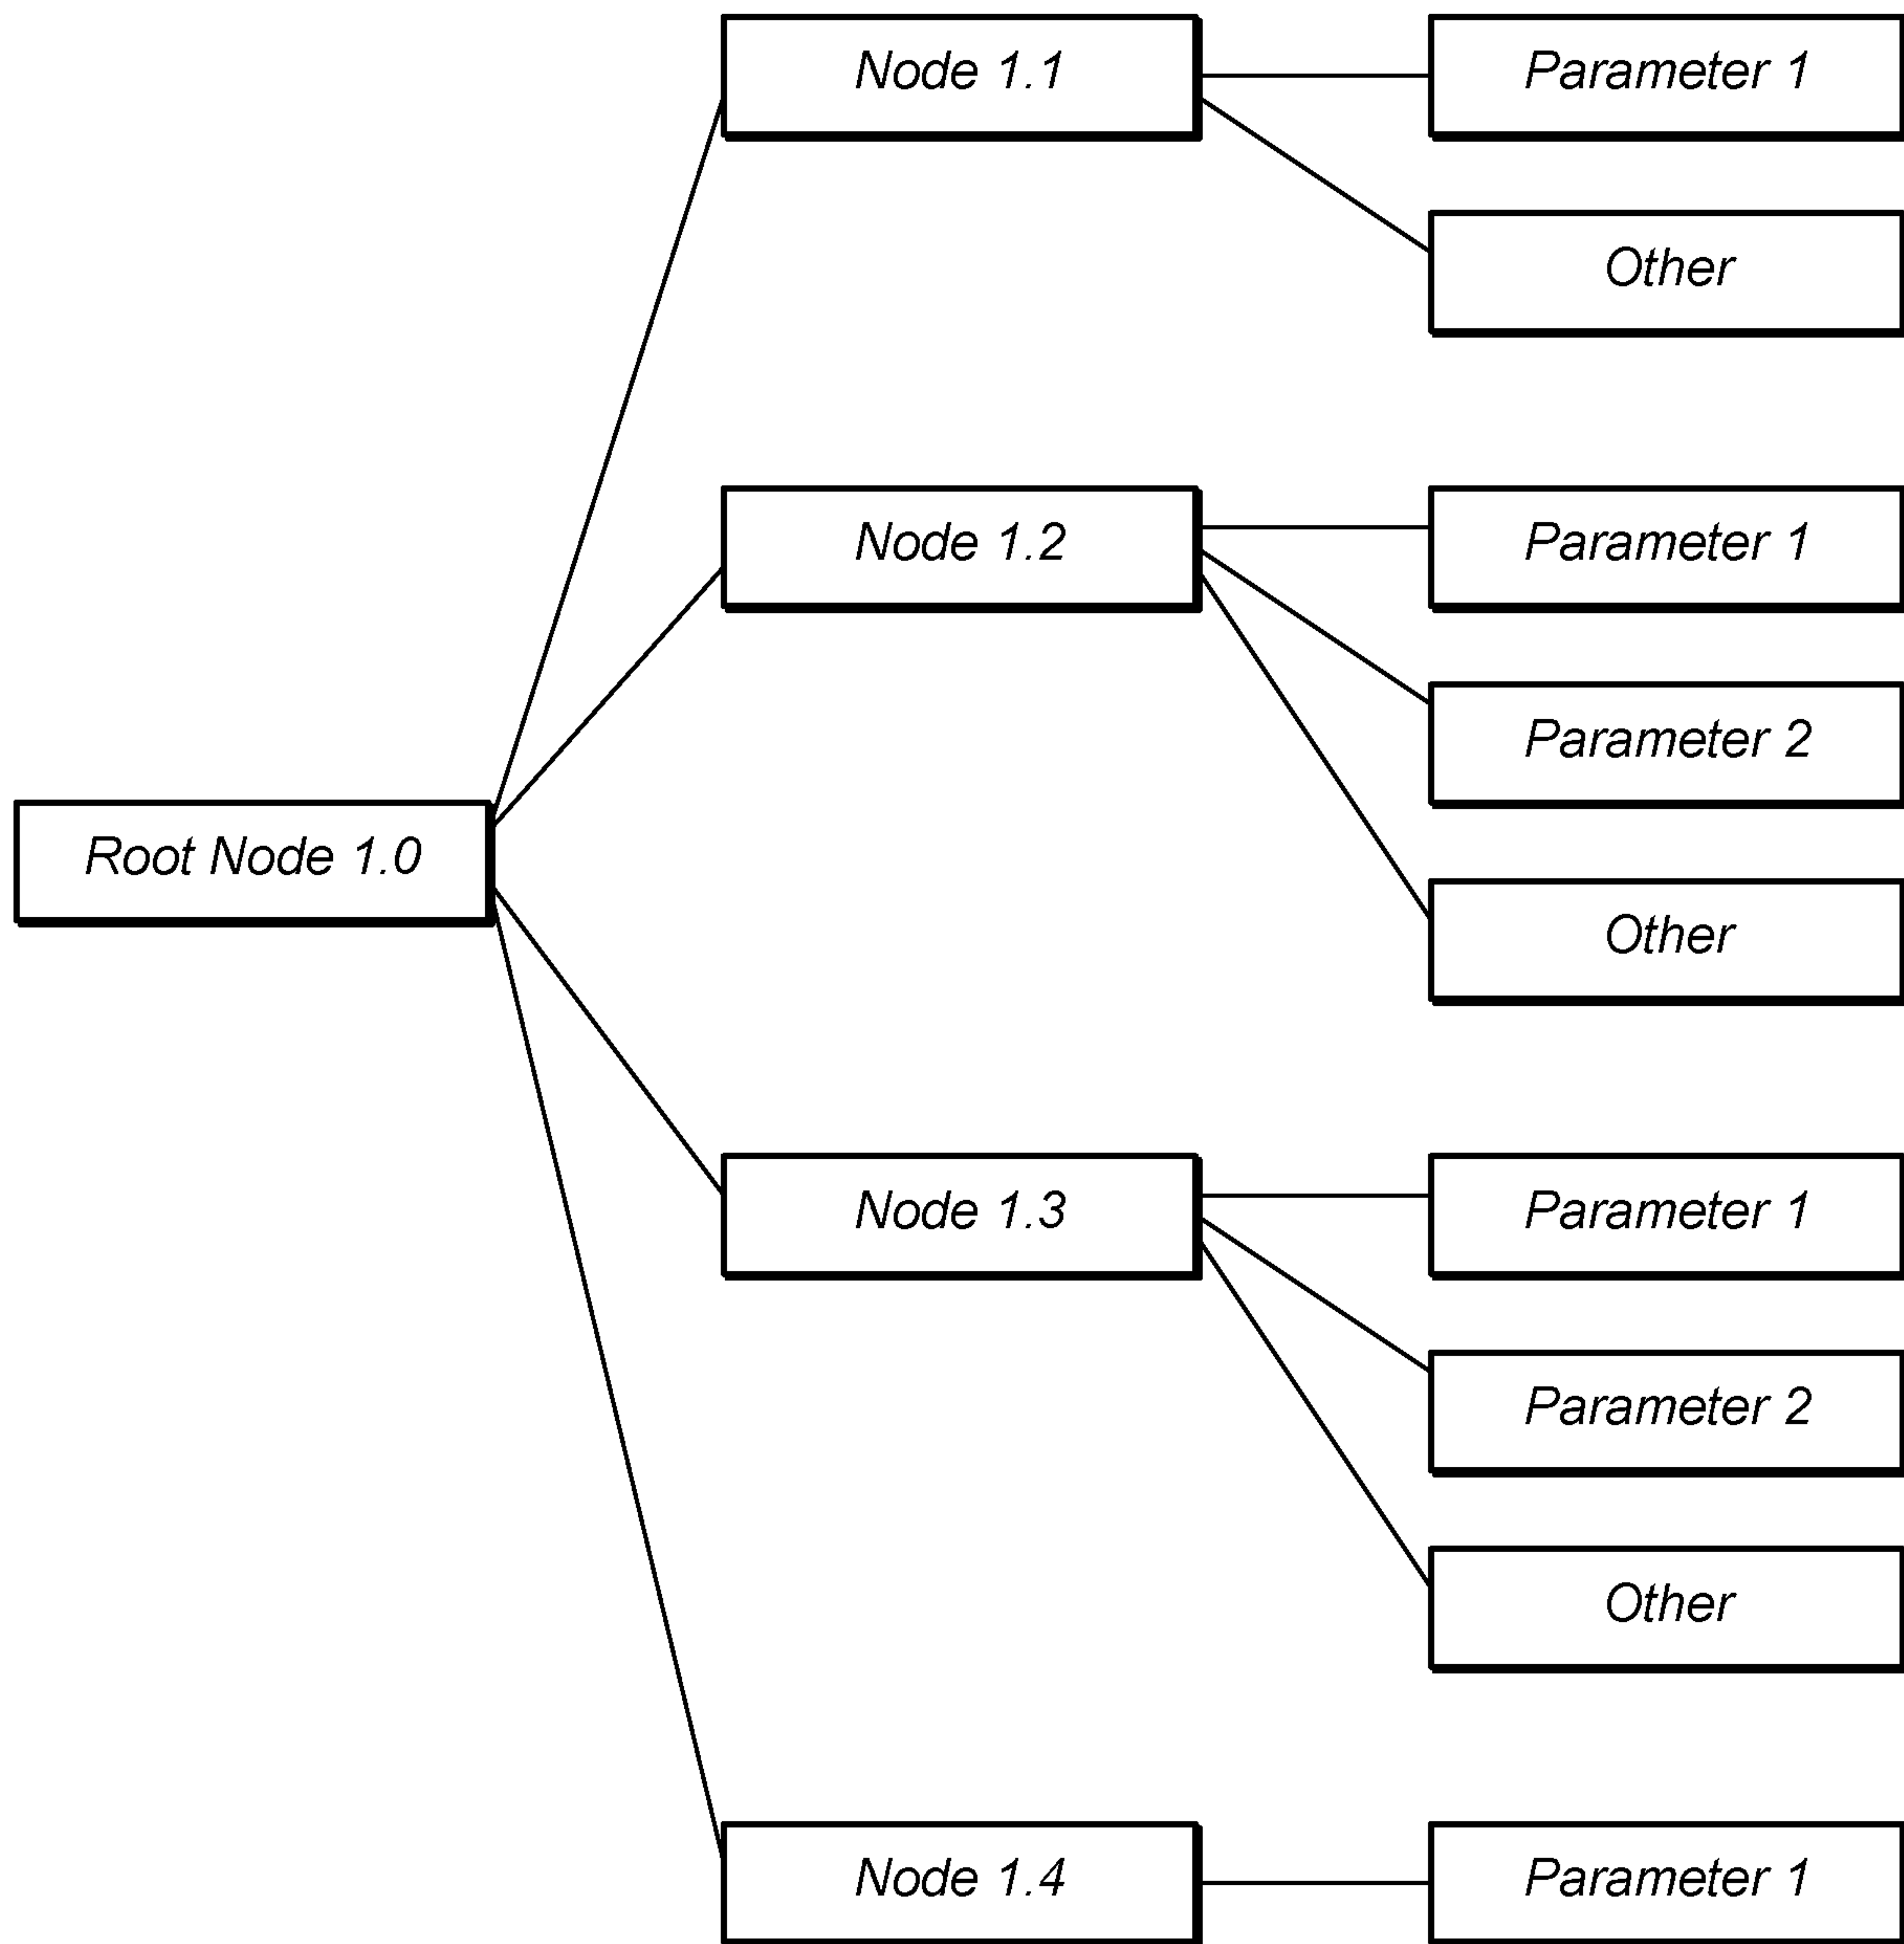 Node 1.1
Parameter 1
Other
Node 1.2
Parameter 1
Parameter 2
Root Node 1.0
Other
Node 1.3
Parameter 1
Parameter 2
Other
Node 1.4
Parameter 1